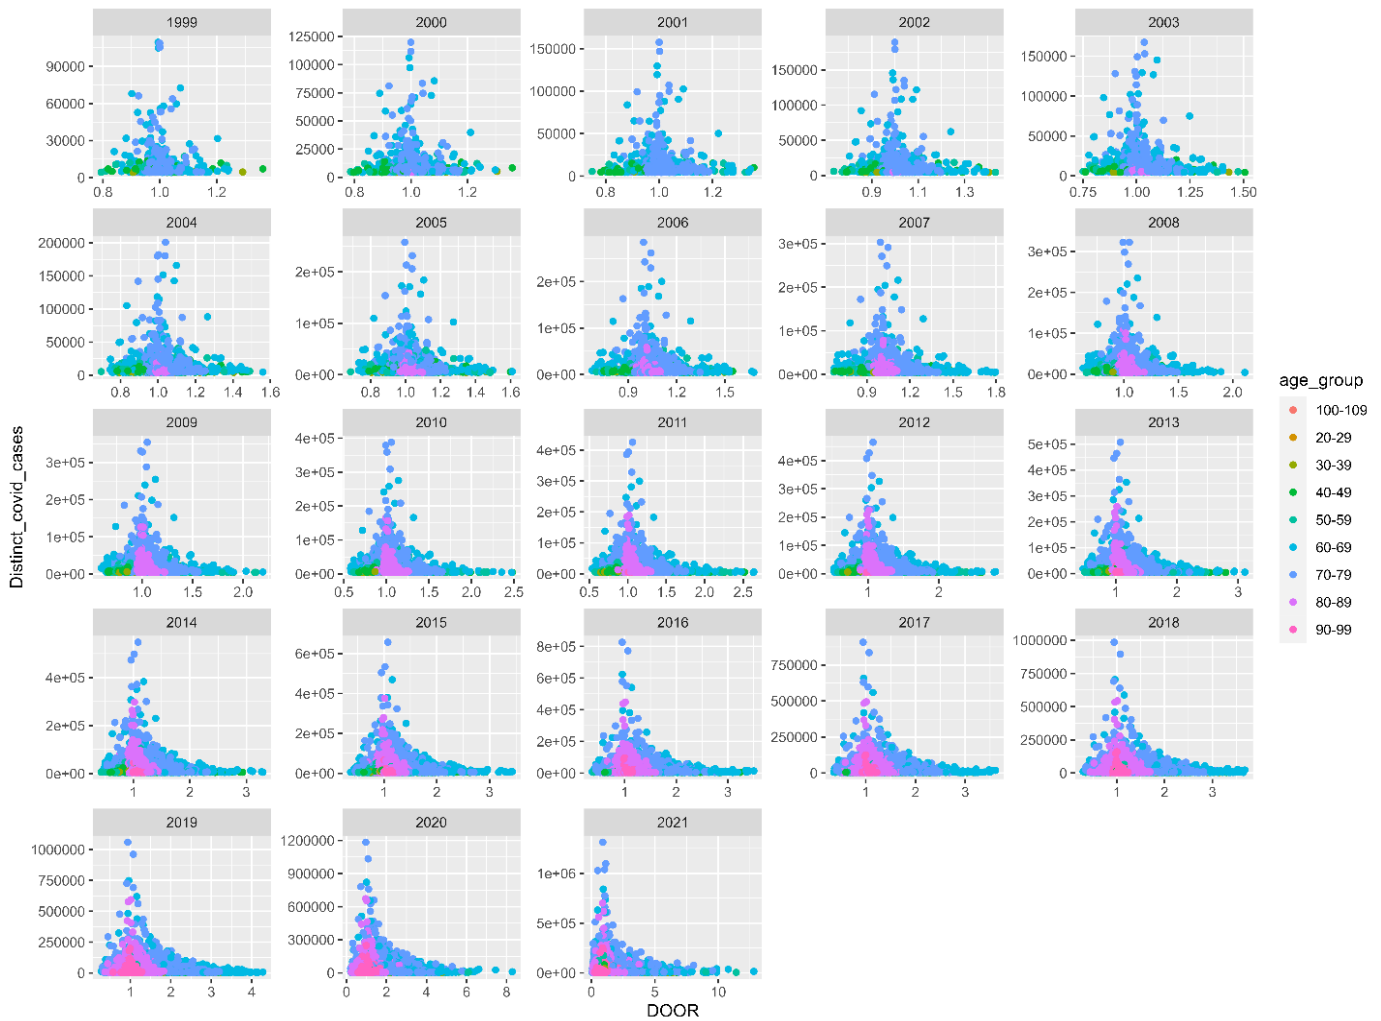 1999 2000 2001 2002 2003
125000
90000 100000 150000 150000 150000
60000 75000 100000 100000 100000
50000
30000 25000 50000 50000 50000
0 0 0 0 0
0.8 1.0 1.2 0.8 1.0 1.2 0.8 1.0 1.2 0.9 1.1 1.3 0.75 1.00 1.25 1.50
2004 2005 2006 2007 2008
200000 3e+05 3e+05
150000 2e+05 2e+05 2e+05 2e+05
100000 1e+05 1e+05 1e+05 1e+05
50000
0 0e+00 0e+00 0e+00 0e+00
0.8 1.0 1.2 1.4 1.6 0.8 1.0 1.2 1.4 1.6 0.9 1.2 1.5 0.9 1.2 1.5 1.8 0.5 1.0 1.5 2.0
2009 2010 2011 2012 2013
4e+05 4e+05 5e+05
3e+05 3e+05 3e+05 4e+05 4e+05
2e+05 2e+05 2e+05 3e+05 3e+05
2e+05 2e+05
1e+05 1e+05 1e+05 1e+05 1e+05
0e+00 0e+00 0e+00 0e+00 0e+00
1.0 1.5 2.0 0.5 1.0 1.5 2.0 2.5 0.5 1.0 1.5 2.0 2.5 1 2 1 2 3
2014 2015 2016 2017 2018
6e+05 8e+05 1000000
4e+05 4e+05 6e+05 750000 750000
4e+05 500000 500000
2e+05 2e+05 2e+05 250000 250000
0e+00 0e+00 0e+00 0 0
1 2 3 1 2 3 1 2 3 1 2 3 1 2 3
2019 2020 2021
1000000 1200000
750000 900000 1e+06
500000 600000 5e+05
250000 300000
0 0 0e+00
1 2 3 4 0 2 4 6 8 0 5 10
DOOR
Distinct_covid_cases
age_group
100-109
20-29
30-39
40-49
50-59
60-69
70-79
80-89
90-99